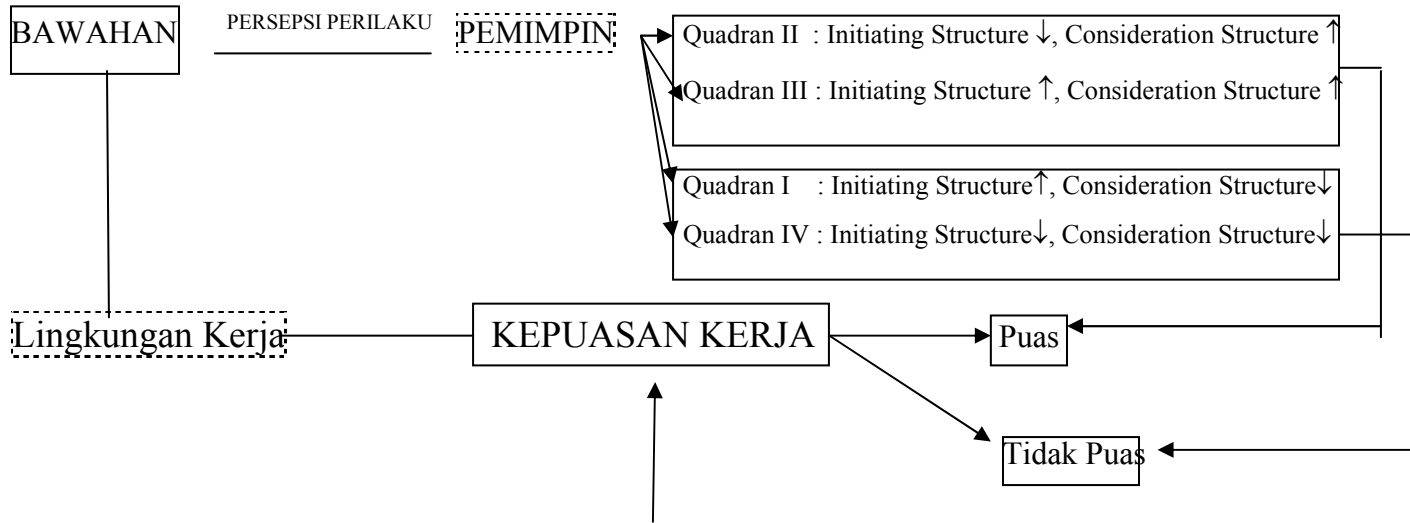 BAWAHAN
PERSEPSI PERILAKU
PEMIMPIN
Quadran II : Initiating Structure ↓, Consideration Structure ↑
Quadran III : Initiating Structure ↑, Consideration Structure ↑
Quadran I : Initiating Structure↑, Consideration Structure↓
Quadran IV : Initiating Structure↓, Consideration Structure↓
Lingkungan Kerja
KEPUASAN KERJA
Puas
Tidak Puas